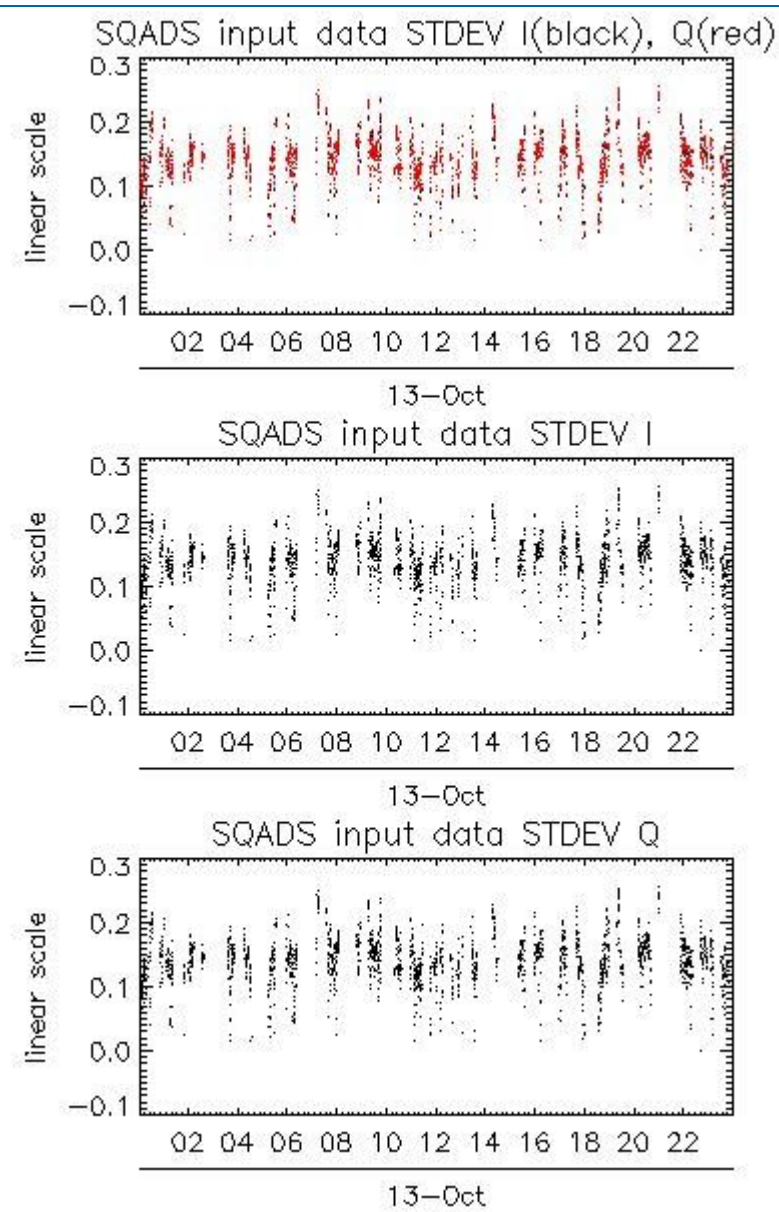 SQADS input data STDEV I(black), Q(red)
0.3
0.2
0.1
0.0
−0.1
linear scale
02 04 06 08 10 12 14 16 18 20 22
13−Oct
SQADS input data STDEV I
0.3
0.2
0.1
0.0
−0.1
linear scale
02 04 06 08 10 12 14 16 18 20 22
13−Oct
SQADS input data STDEV Q
0.3
0.2
0.1
0.0
−0.1
linear scale
02 04 06 08 10 12 14 16 18 20 22
13−Oct